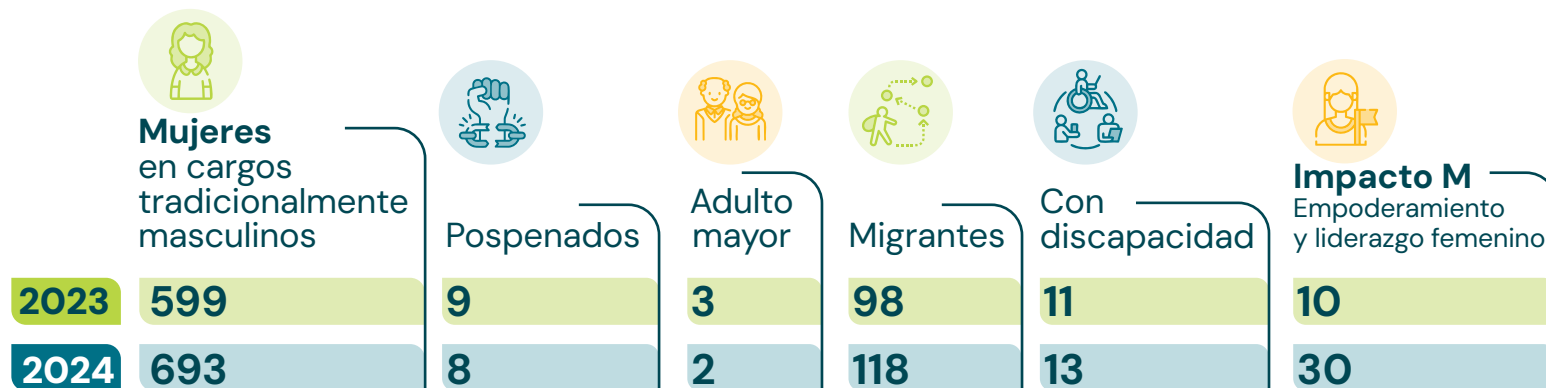 Mujeres
en cargos
tradicionalmente
masculinos
Pospenados
Adulto
mayor
Migrantes
Con
discapacidad
Impacto M
Empoderamiento
y liderazgo femenino
2023 599 9 3 98 11 10
2024 693 8 2 118 13 30